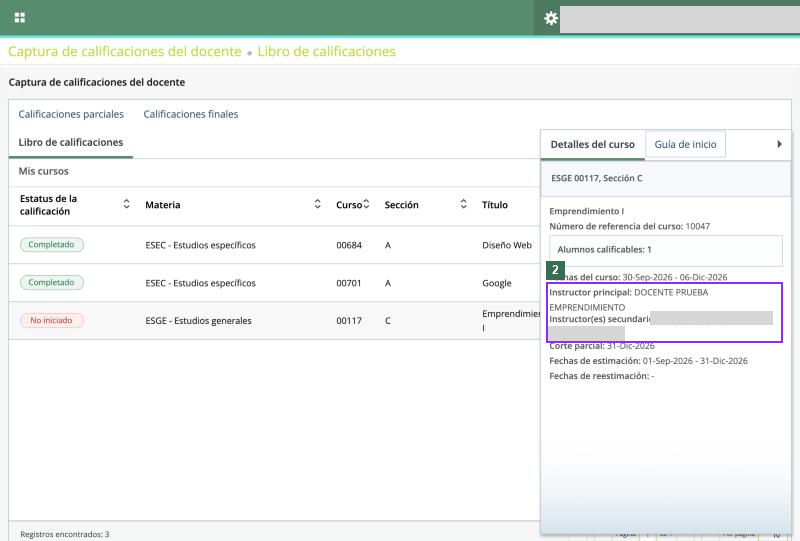 Captura de calificaciones del docente • Libro de calificaciones
Captura de calificaciones del docente
Calificaciones parciales Calificaciones finales
Libro de calificaciones
Mis cursos
Estatus de la calificación Materia Curso Sección Título
Completado ESEC - Estudios específicos 00684 A Diseño Web
Completado ESEC - Estudios específicos 00701 A Google
No iniciado ESGE - Estudios generales 00117 C
I
Registros encontrados: 3
Detalles del curso Guía de inicio
ESGE 00117, Sección C
Emprendimiento I
Número de referencia del curso: 10047
Alumnos calificables: 1
2
del curso: 30-Sep-2026 - 06-Dic-2026
Instructor principal: DOCENTE PRUEBA
EMPRENDIMIENTO
Instructor(es)
Corte parcial: 31-Dic-2026
Fechas de estimación: 01-Sep-2026 - 31-Dic-2026
Fechas de reestimación: -